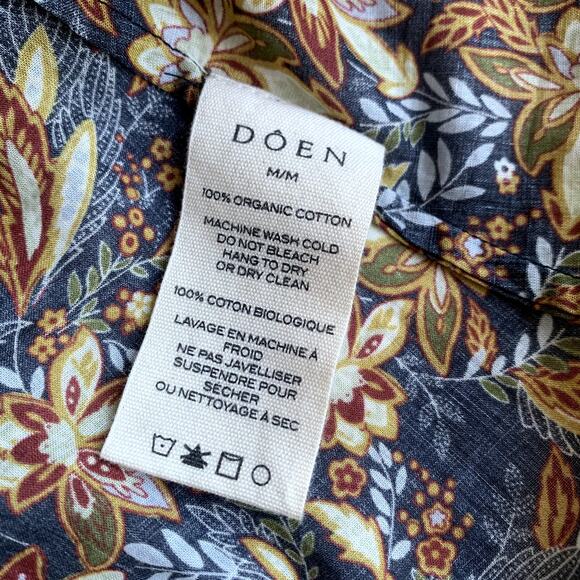 DÔEN
M/M
100% ORGANIC COTTON
MACHINE WASH COLD
DO NOT BLEACH
HANG TO DRY
OR DRY CLEAN
100% COTON BIOLOGIQUE
LAVAGE EN MACHINE À
FROID
NE PAS JAVELLISER
SUSPENDRE POUR
SÉCHER
OU NETTOYAGE À SEC